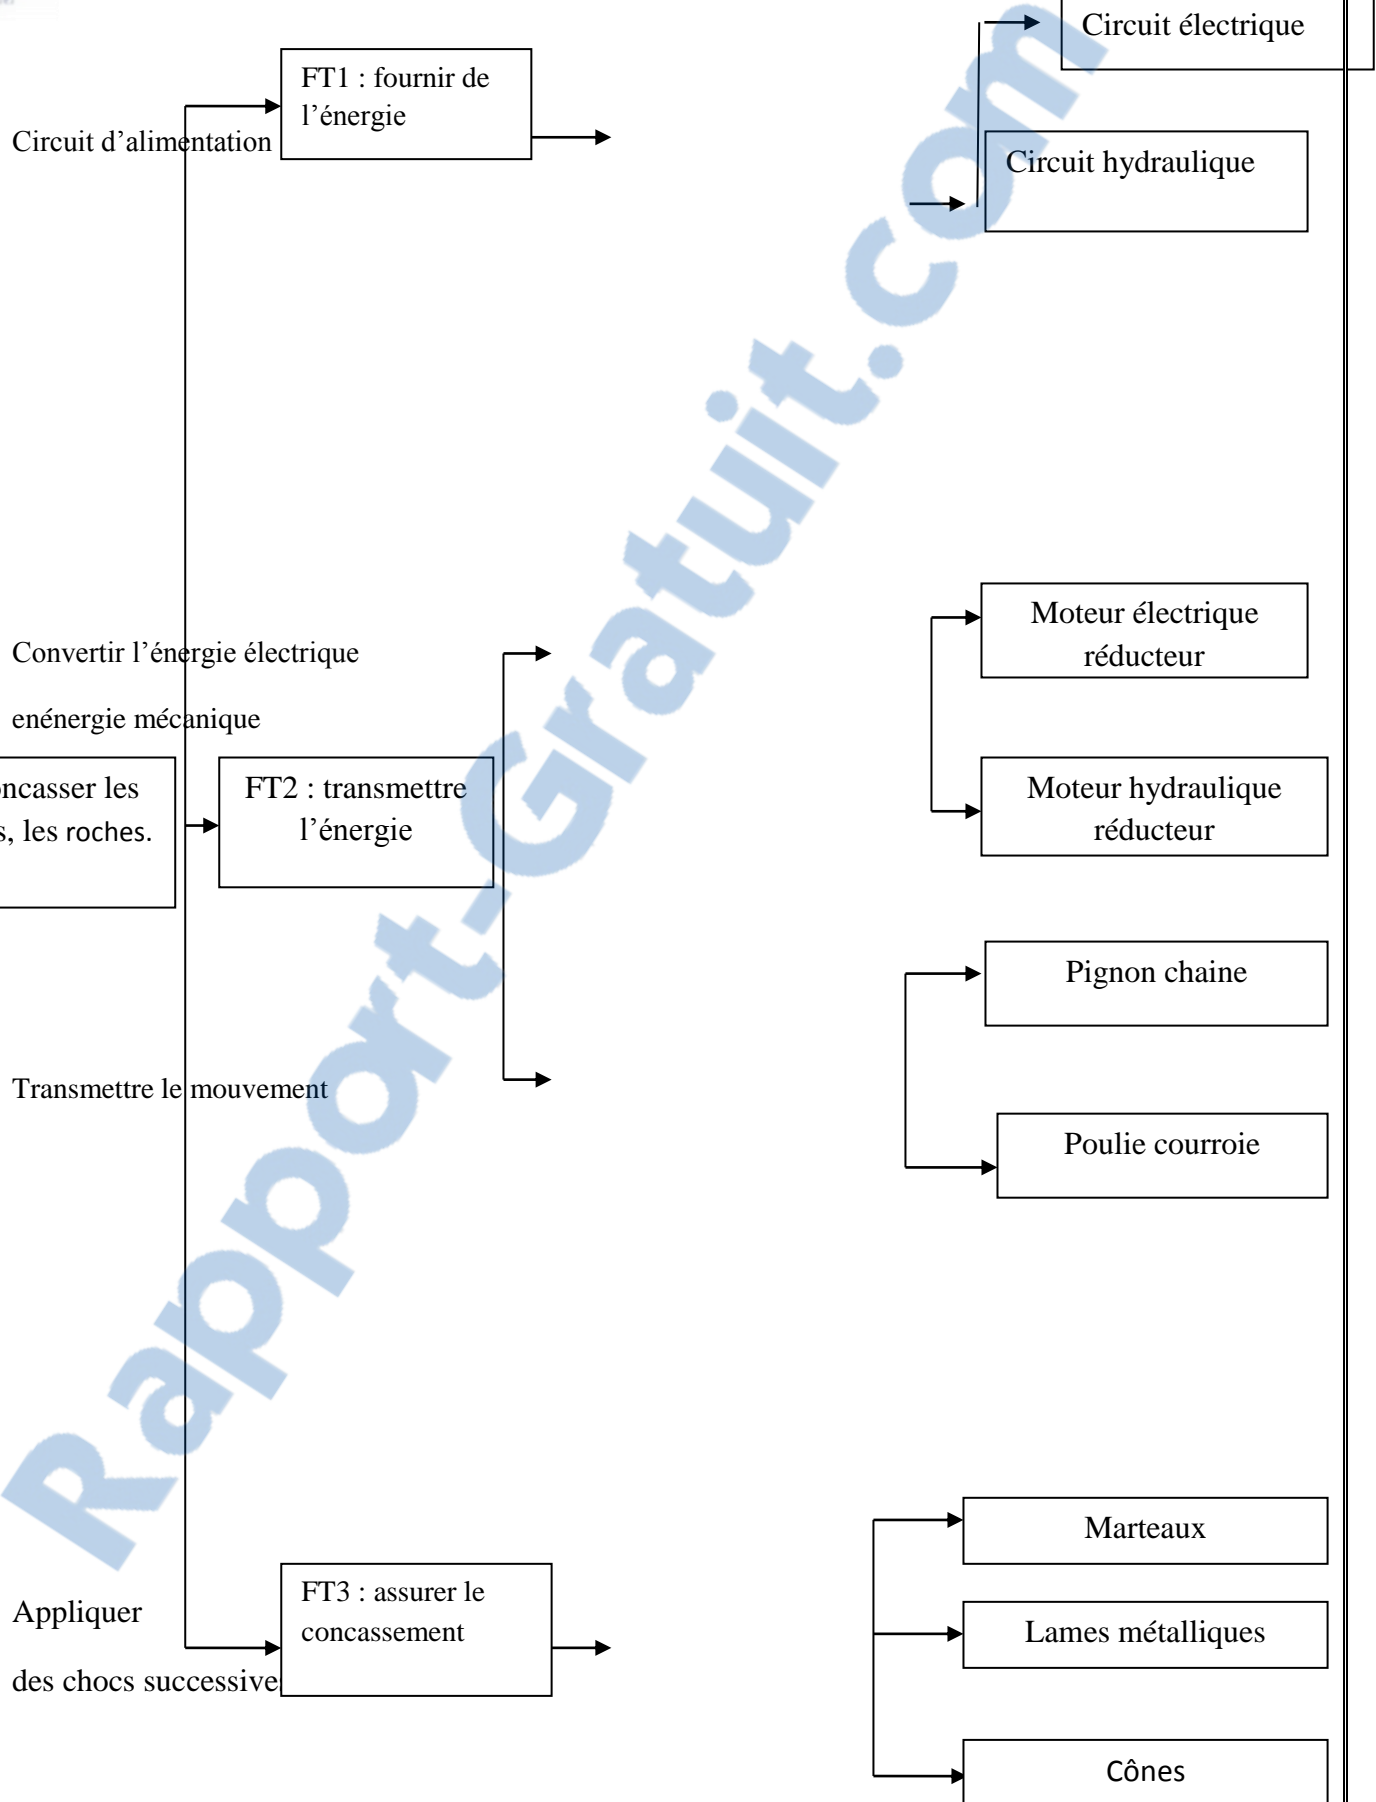 Circuit électrique
FT1 : fournir de
l’énergie
Circuit d’alimentation
Circuit hydraulique
Convertir l’énergie électrique
enénergie mécanique
Moteur électrique
réducteur
les
les roches.
FT2 : transmettre
l’énergie
Moteur hydraulique
réducteur
Pignon chaine
Transmettre le mouvement
Poulie courroie
Marteaux
FT3 : assurer le
concassement
Appliquer
des chocs successive
Lames métalliques
Cônes
Rapport-Gratuit.com